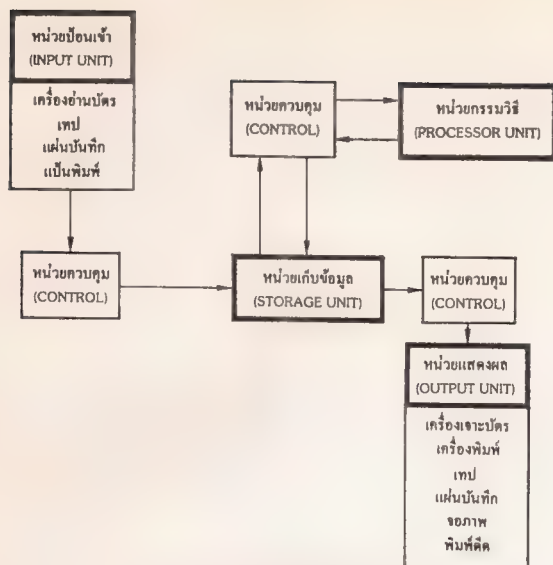 หน่วยป้อนเข้า
(INPUT UNIT)
เครื่องอ่านบัตร
เทป
แผ่นบันทึก
แป้นพิมพ์
หน่วยควบคุม
(CONTROL)
หน่วยกรรมวิธี
(PROCESSOR UNIT)
หน่วยควบคุม
(CONTROL)
หน่วยเก็บข้อมูล
(STORAGE UNIT)
หน่วยควบคุม
(CONTROL)
หน่วยแสดงผล
(OUTPUT UNIT)
เครื่องเจาะบัตร
เครื่องพิมพ์
เทป
แผ่นบันทึก
จอภาพ
พิมพ์ดีด